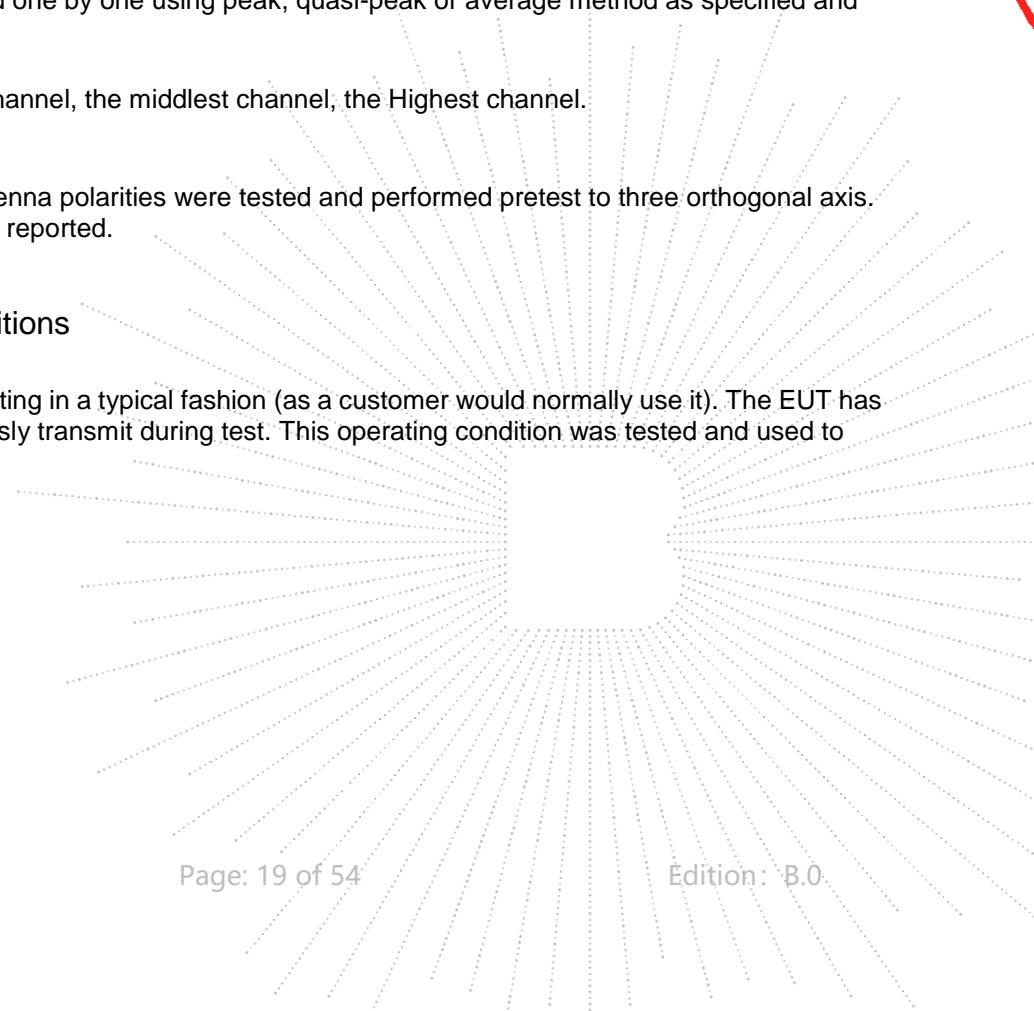 one by one using peak, quasi-peak or average method as specified and
hannel, the middlest channel, the Highest channel.
enna polarities were tested and performed pretest to three orthogonal axis.
reported.
itions
ting in a typical fashion (as a customer would normally use it). The EUT has
sly transmit during test. This operating condition was tested and used to
Page: 19 of 54
Edition: B.0